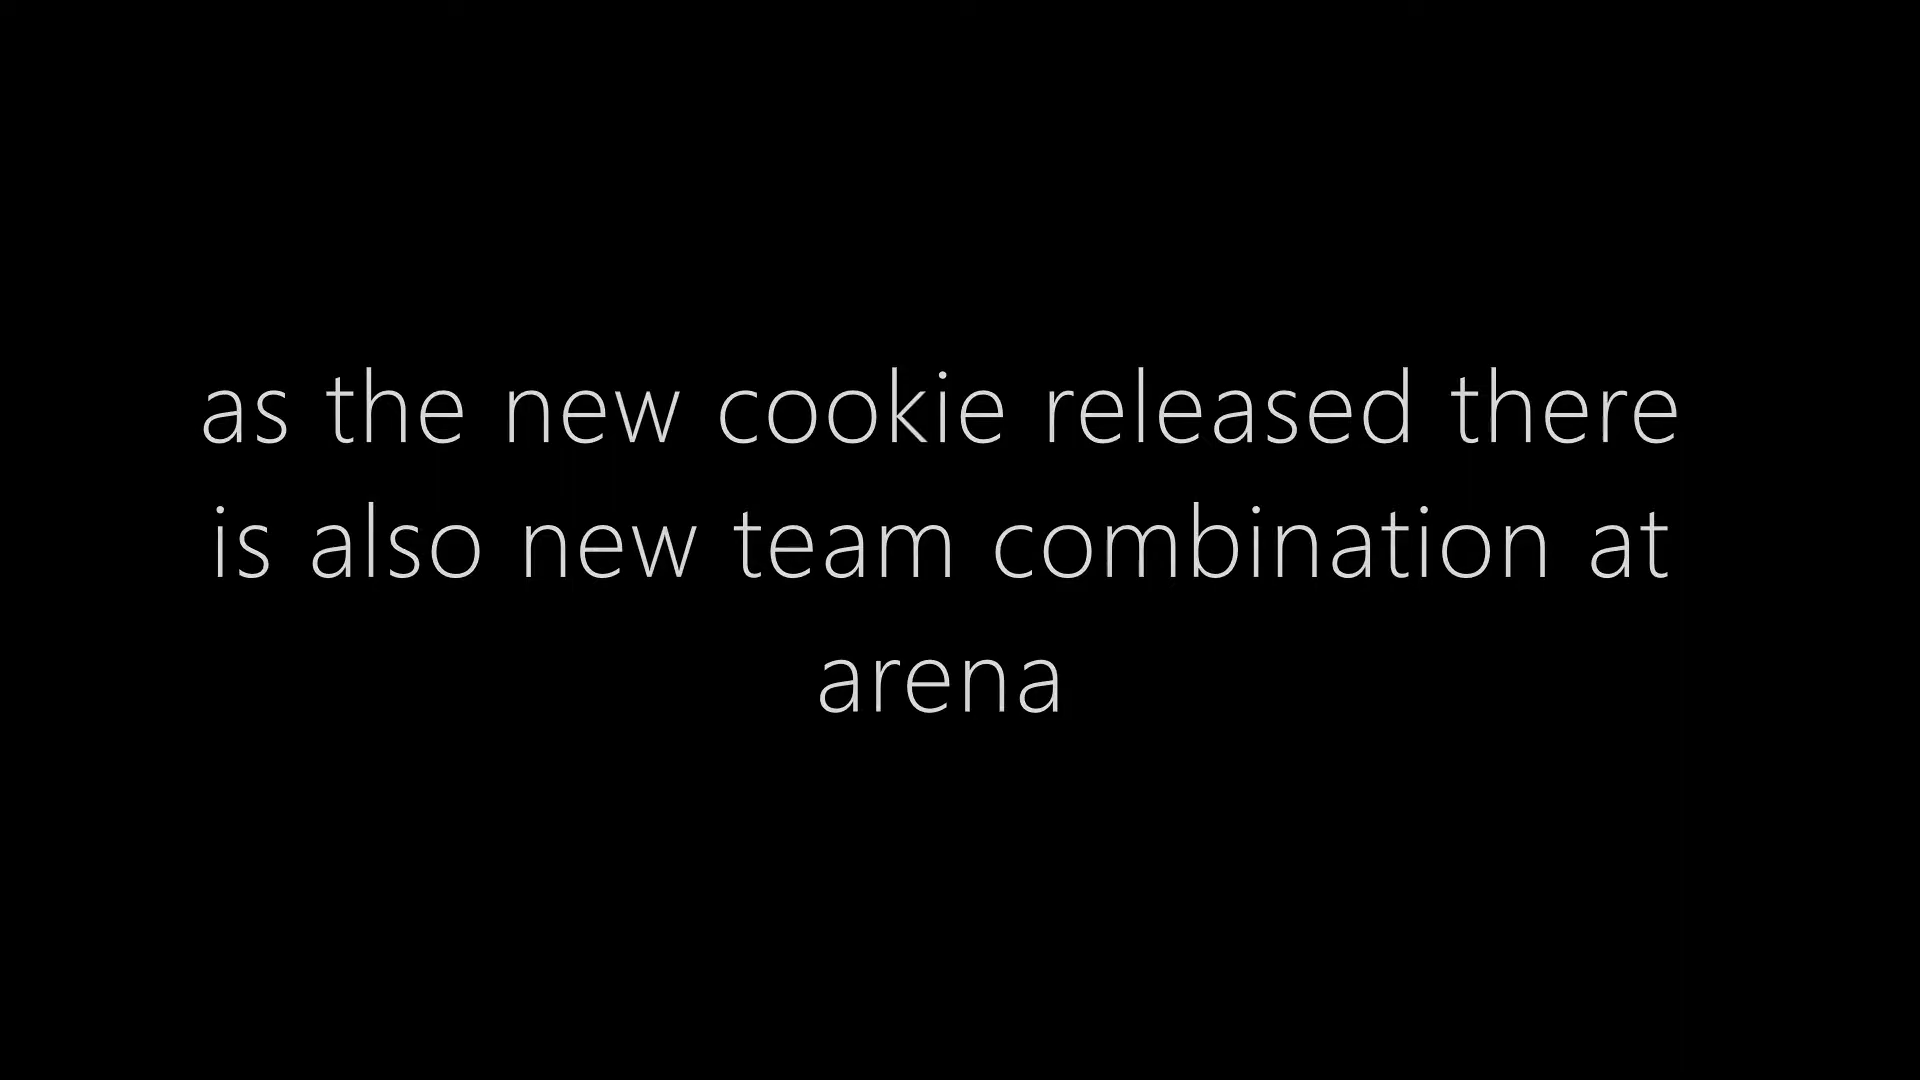 as the new cookie released there
is also new team combination at
arena